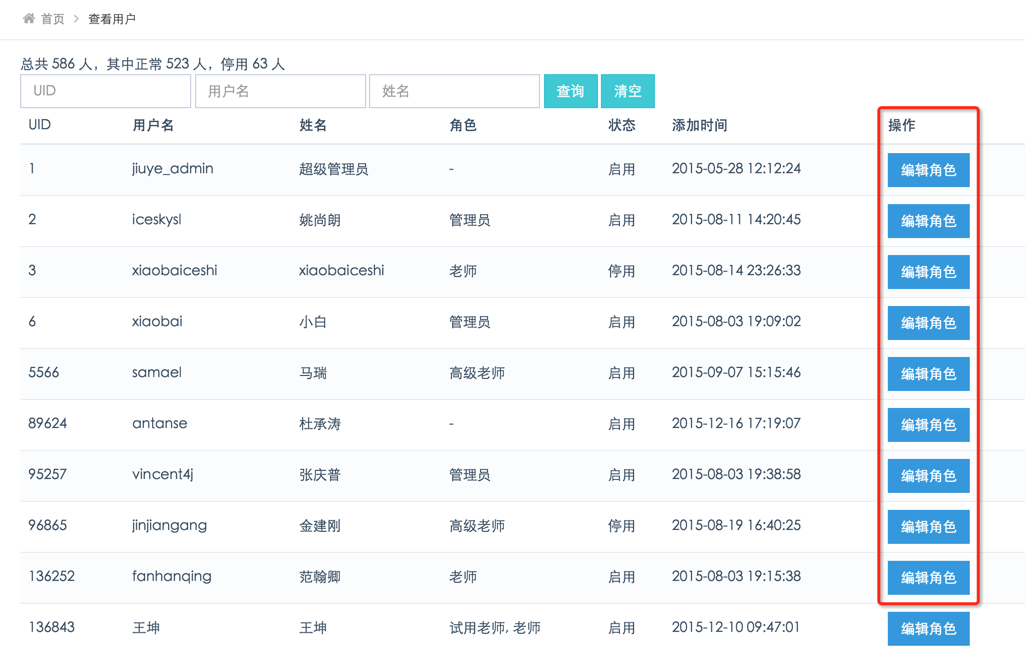 首页 > 查看用户
总共 586 人，其中正常 523 人，停用 63 人
UID 用户名 姓名 查询 清空
UID 用户名 姓名 角色 状态 添加时间 操作
1 jiuye_admin 超级管理员 - 启用 2015-05-28 12:12:24 编辑角色
2 iceskysl 姚尚朗 管理员 启用 2015-08-11 14:20:45 编辑角色
3 xiaobaiceshi xiaobaiceshi 老师 停用 2015-08-14 23:26:33 编辑角色
6 xiaobai 小白 管理员 启用 2015-08-03 19:09:02 编辑角色
5566 samael 马瑞 高级老师 启用 2015-09-07 15:15:46 编辑角色
89624 antanse 杜承涛 - 启用 2015-12-16 17:19:07 编辑角色
95257 vincent4j 张庆普 管理员 启用 2015-08-03 19:38:58 编辑角色
96865 jinjiangang 金建刚 高级老师 停用 2015-08-19 16:40:25 编辑角色
136252 fanhanqing 范翰卿 老师 启用 2015-08-03 19:15:38 编辑角色
136843 王坤 王坤 试用老师, 老师 启用 2015-12-10 09:47:01 编辑角色